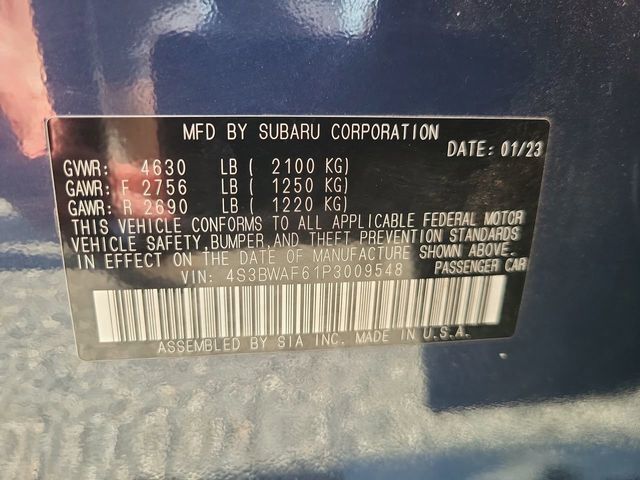 MFD BY SUBARU CORPORATION
DATE: 01/23
GVWR: 4630 LB ( 2100 KG)
GAWR: F 2756 LB ( 1250 KG)
GAWR: R 2690 LB ( 1220 KG)
THIS VEHICLE CONFORMS TO ALL APPLICABLE FEDERAL MOTOR
VEHICLE SAFETY, BUMPER, AND THEFT PREVENTION STANDARDS
IN EFFECT ON THE DATE OF MANUFACTURE SHOWN ABOVE.
VIN: 4S3BWAF61P3009548 PASSENGER CAR
ASSEMBLED BY SIA INC. MADE IN U.S.A.